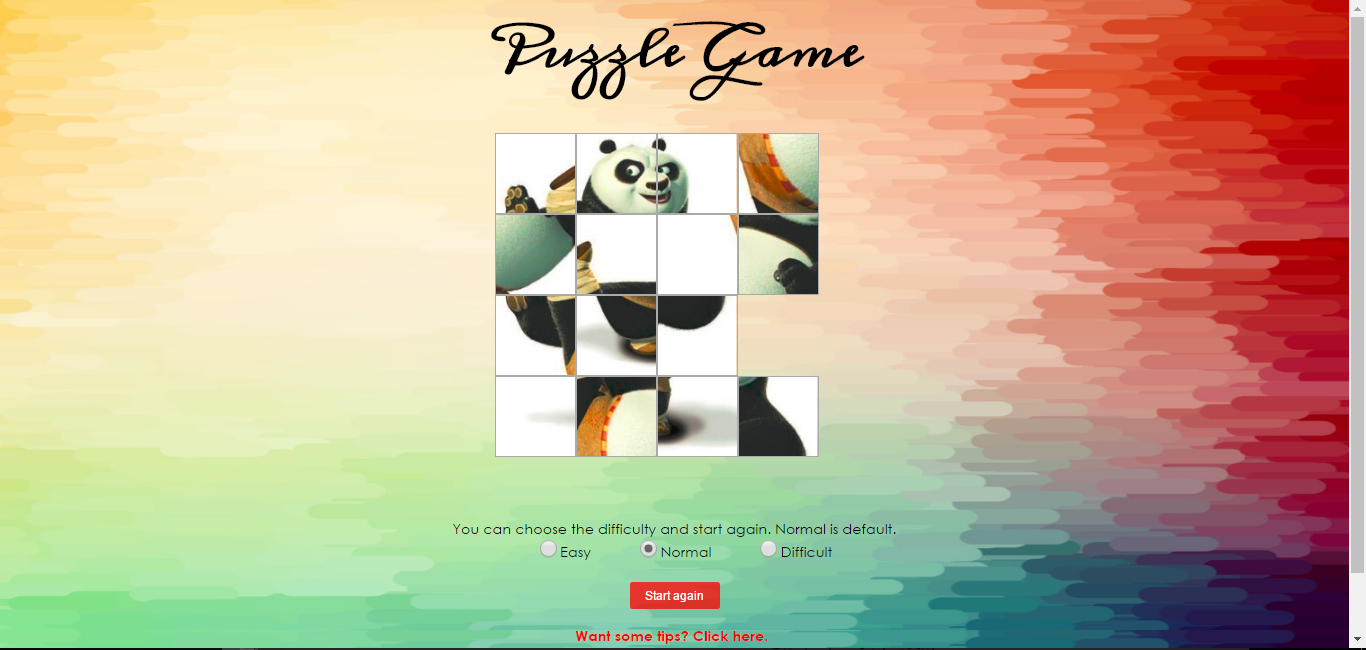 Puzzle Game
You can choose the difficulty and start again. Normal is default.
Easy Normal Difficult
Start again
Want some tips? Click here.